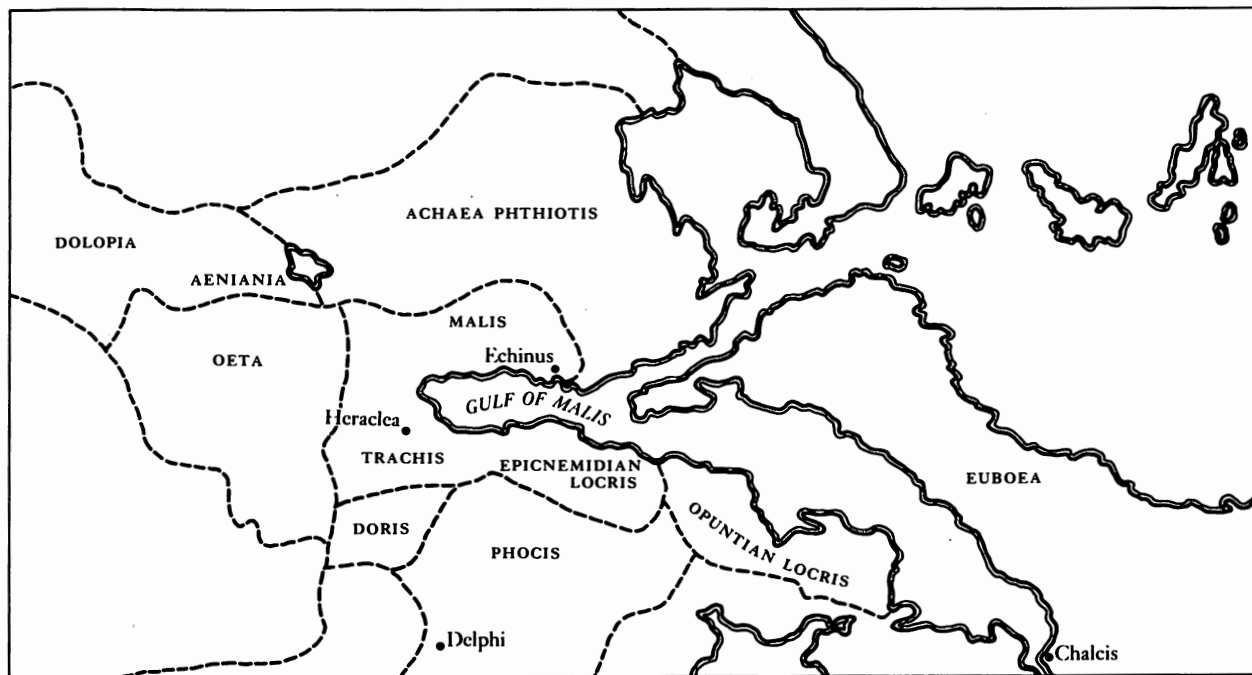 ACHAEA PHTHIOTIS
DOLOPIA
AENIANIA
MALIS
OETA
Echinus
GULF OF MALIS
Heraclea
TRACHIS
EPICNEMIDIAN
LOCRIS
EUBOEA
DORIS
PHOCIS
OPUNTIAN LOCRIS
Delphi
Chalcis